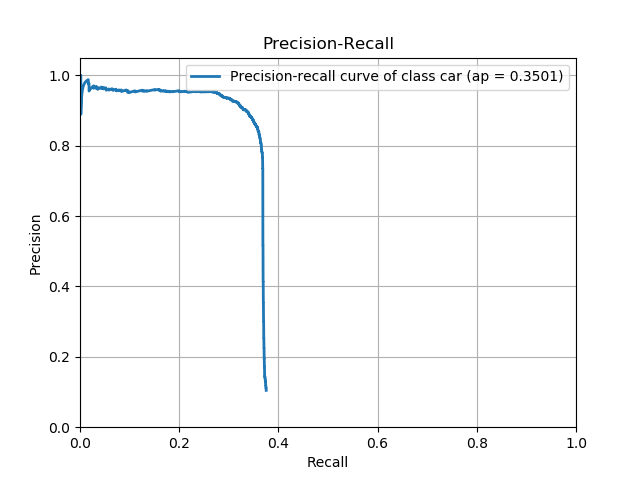 Precision-Recall
Precision-recall curve of class car (ap = 0.3501)
1.0
0.8
0.6
0.4
0.2
0.0
Precision
0.0 0.2 0.4 0.6 0.8 1.0
Recall